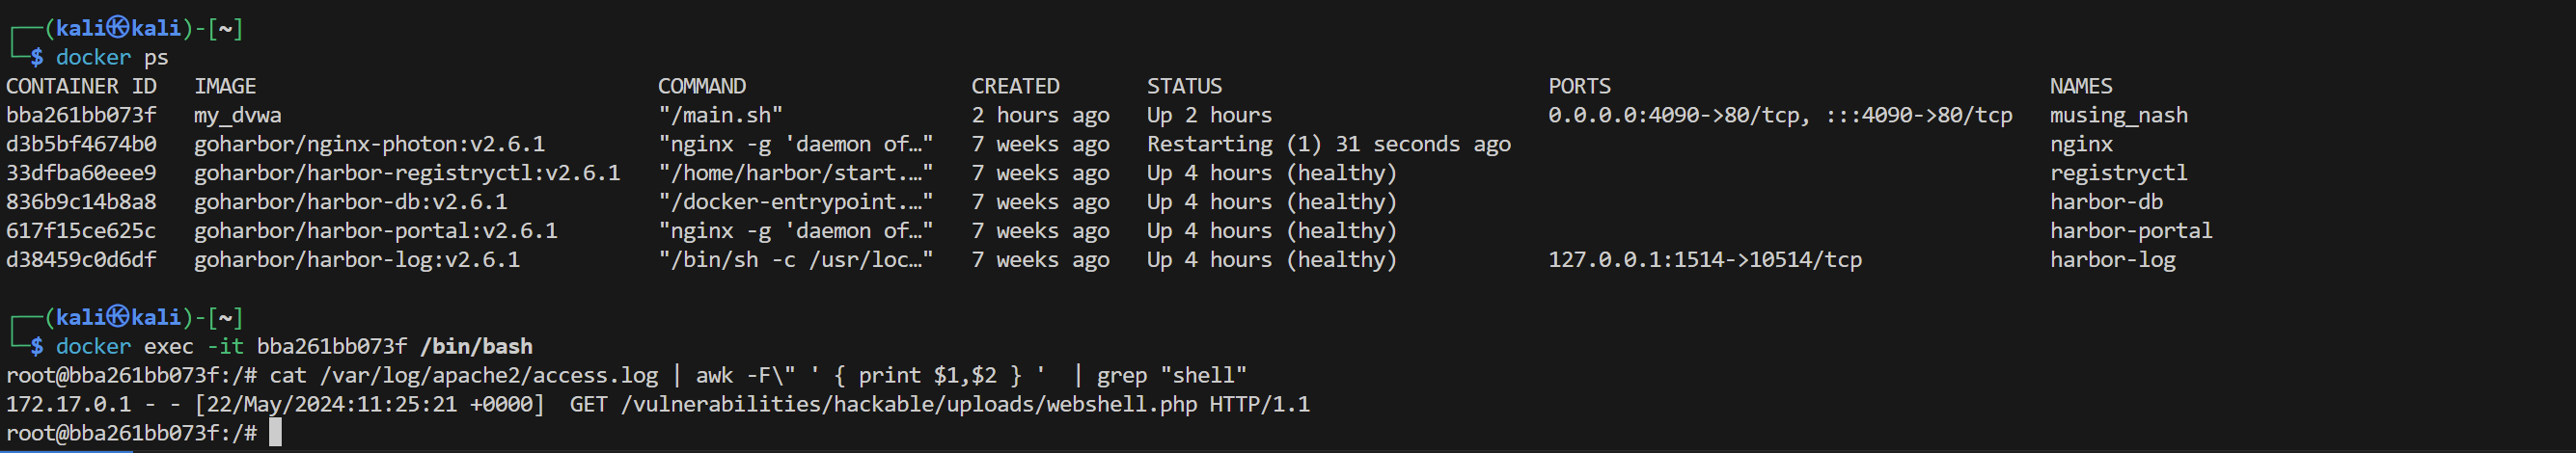 ┌──(kali㉿kali)-[~]
└─$ docker ps
CONTAINER ID   IMAGE                                COMMAND                  CREATED       STATUS                          PORTS                                   NAMES
bba261bb073f   my_dvwa                              "/main.sh"               2 hours ago   Up 2 hours                      0.0.0.0:4090->80/tcp, :::4090->80/tcp   musing_nash
d3b5bf4674b0   goharbor/nginx-photon:v2.6.1         "nginx -g 'daemon of…"   7 weeks ago   Restarting (1) 31 seconds ago                                           nginx
33dfba60eee9   goharbor/harbor-registryctl:v2.6.1   "/home/harbor/start.…"   7 weeks ago   Up 4 hours (healthy)                                                    registryctl
836b9c14b8a8   goharbor/harbor-db:v2.6.1            "/docker-entrypoint.…"   7 weeks ago   Up 4 hours (healthy)                                                    harbor-db
617f15ce625c   goharbor/harbor-portal:v2.6.1        "nginx -g 'daemon of…"   7 weeks ago   Up 4 hours (healthy)                                                    harbor-portal
d38459c0d6df   goharbor/harbor-log:v2.6.1           "/bin/sh -c /usr/loc…"   7 weeks ago   Up 4 hours (healthy)            127.0.0.1:1514->10514/tcp               harbor-log
┌──(kali㉿kali)-[~]
└─$ docker exec -it bba261bb073f /bin/bash
root@bba261bb073f:/# cat /var/log/apache2/access.log | awk -F\" ' { print $1,$2 } '  | grep "shell"
172.17.0.1 - - [22/May/2024:11:25:21 +0000]  GET /vulnerabilities/hackable/uploads/webshell.php HTTP/1.1
root@bba261bb073f:/#